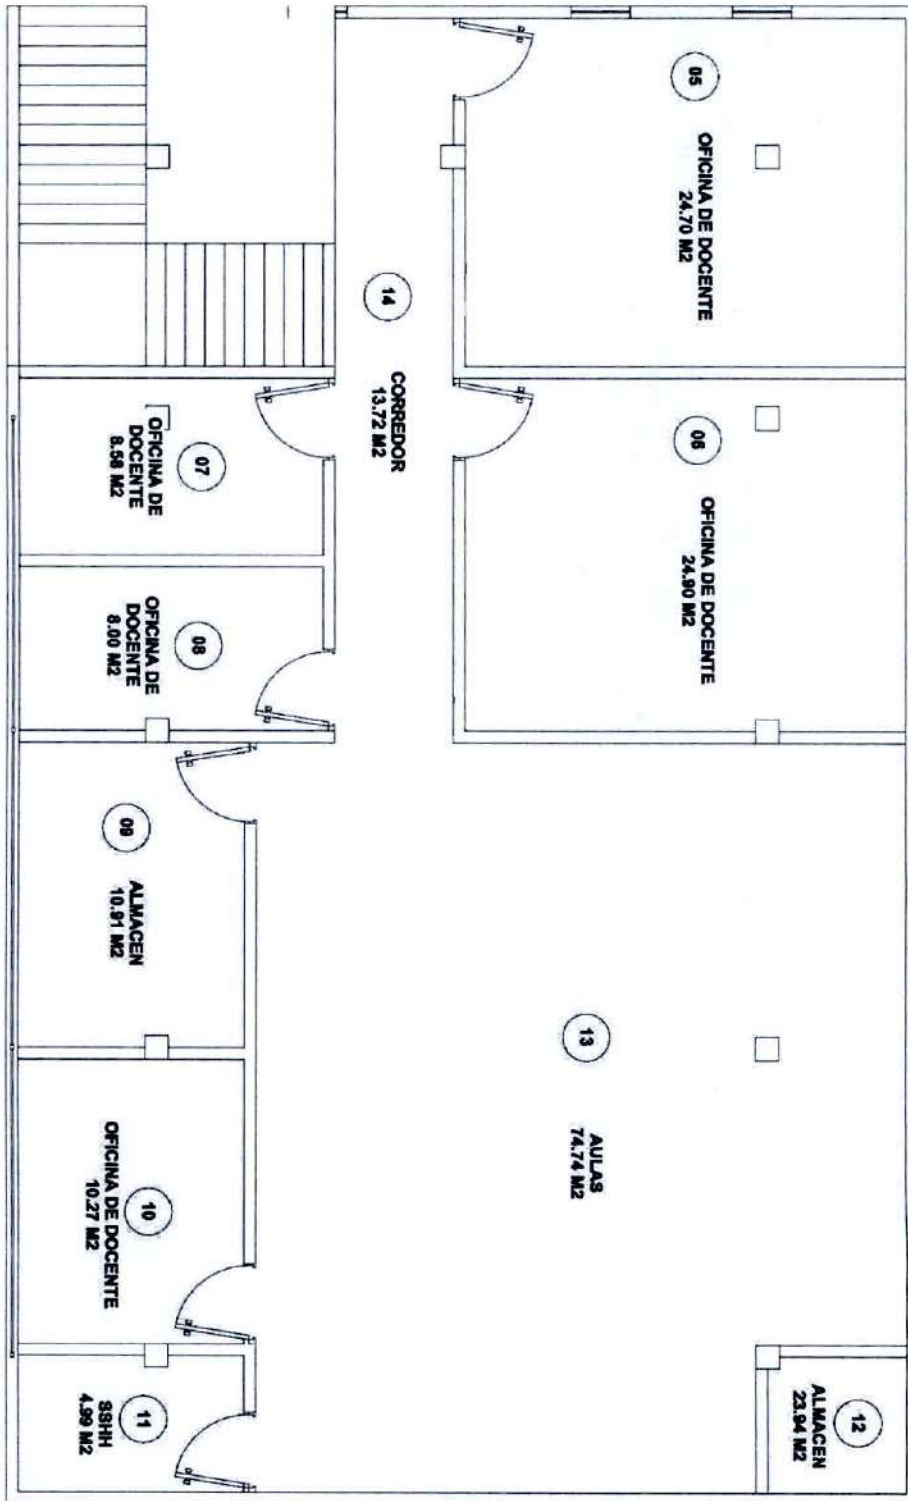 05
OFICINA DE DOCENTE
24.70 M2
14
CORREDOR
13.72 M2
06
OFICINA DE DOCENTE
24.90 M2
07
OFICINA DE
DOCENTE
8.58 M2
08
OFICINA DE
DOCENTE
8.00 M2
09
ALMACEN
10.91 M2
13
AULAS
74.74 M2
10
OFICINA DE DOCENTE
10.27 M2
11
SSHH
4.99 M2
12
ALMACEN
23.94 M2